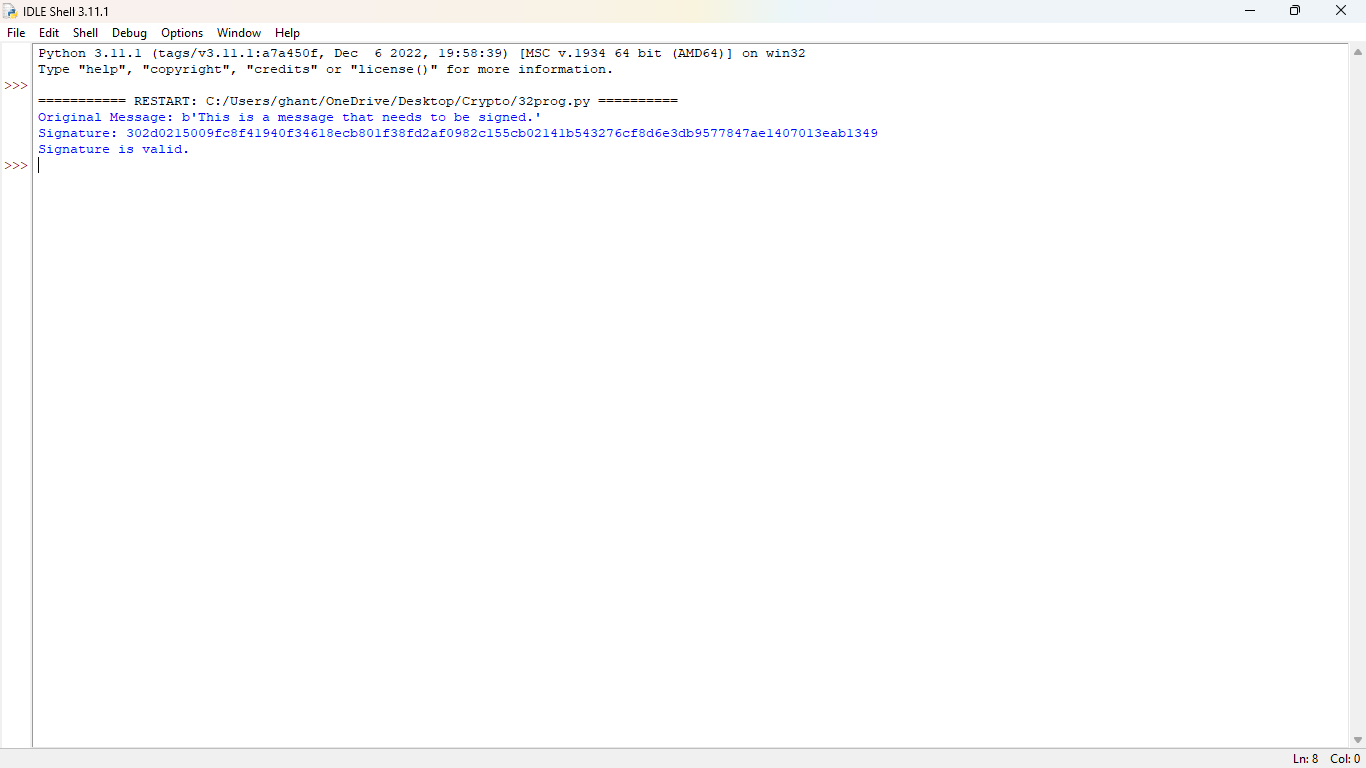 IDLE Shell 3.11.1
File Edit Shell Debug Options Window Help
Python 3.11.1 (tags/v3.11.1:a7a450f, Dec  6 2022, 19:58:39) [MSC v.1934 64 bit (AMD64)] on win32
Type "help", "copyright", "credits" or "license()" for more information.
>>>
=========== RESTART: C:/Users/ghant/OneDrive/Desktop/Crypto/32prog.py ==========
Original Message: b'This is a message that needs to be signed.'
Signature: 302d0215009fc8f41940f34618ecb801f38fd2af0982c155cb02141b543276cf8d6e3db9577847ae1407013eab1349
Signature is valid.
>>>
Ln: 8 Col: 0